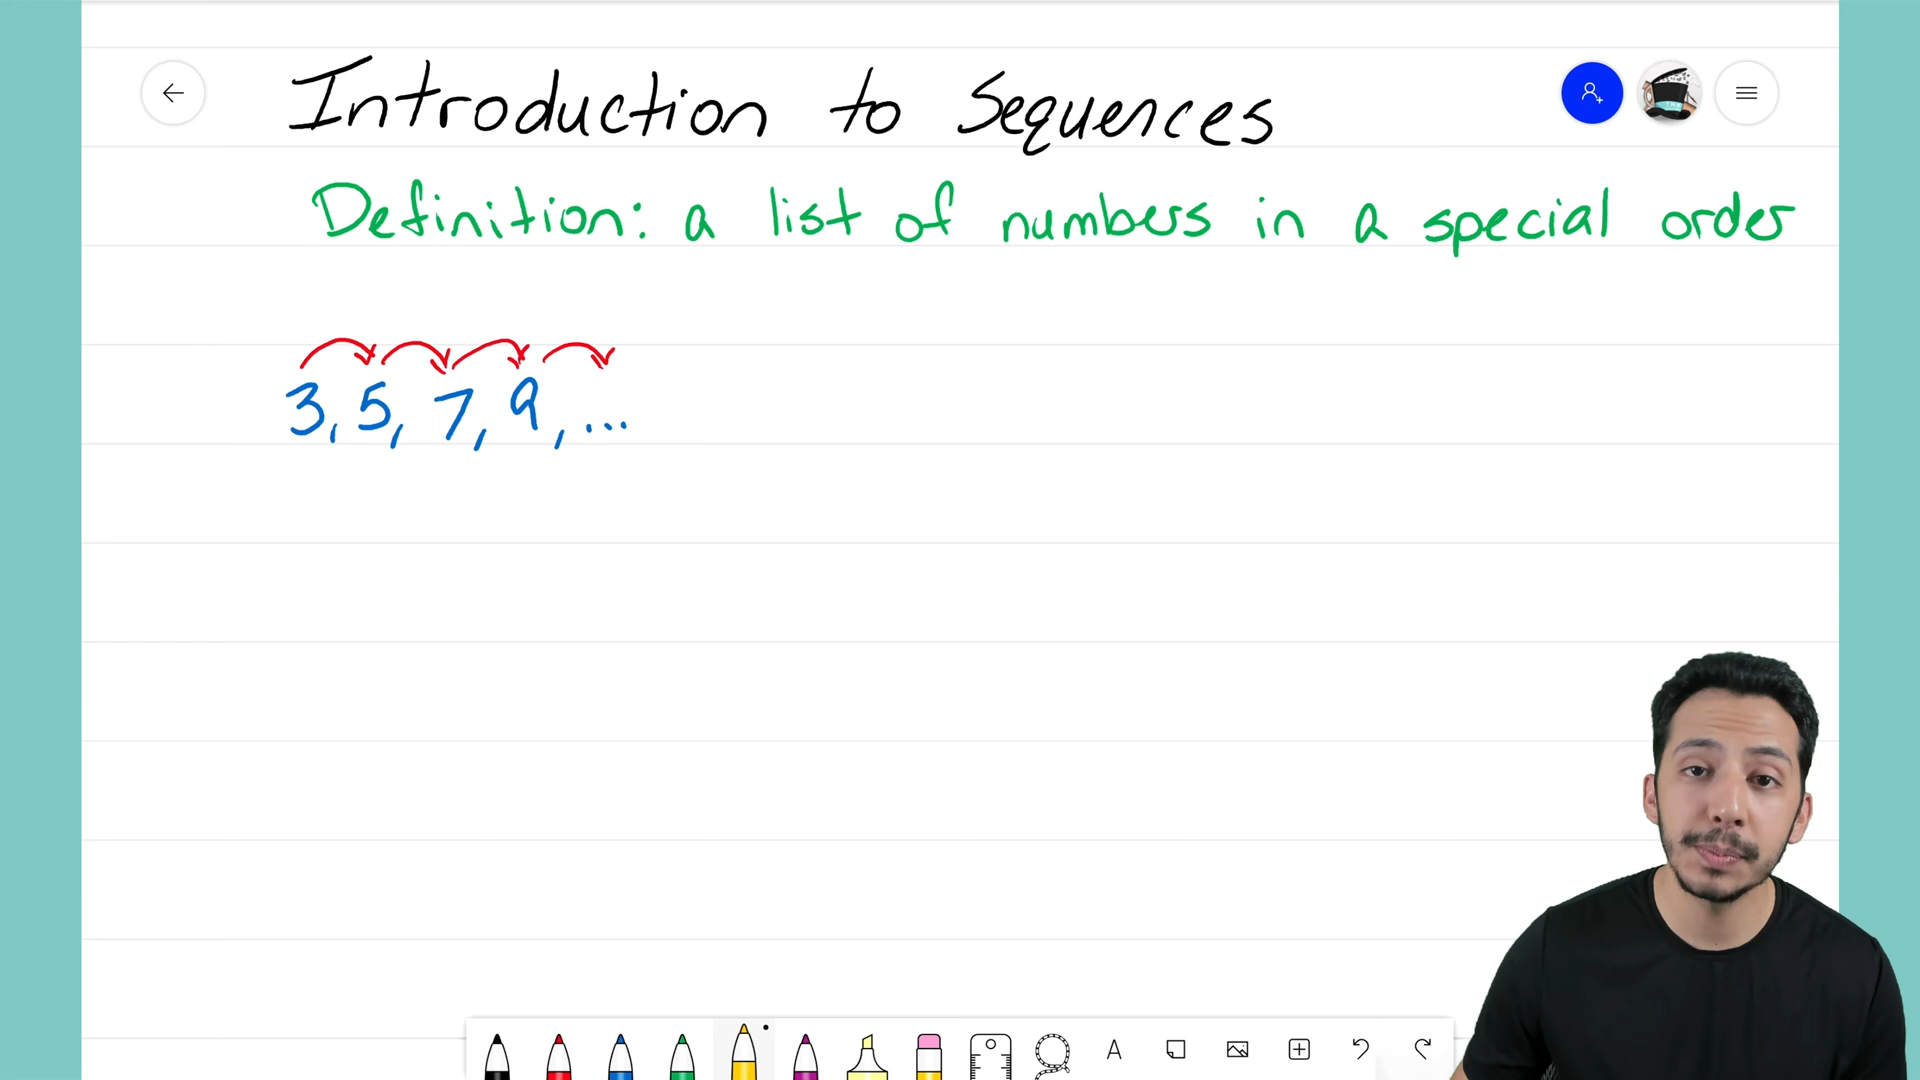 Introduction to Sequences
Definition: a list of numbers in a special order
3, 5, 7, 9, ...
A